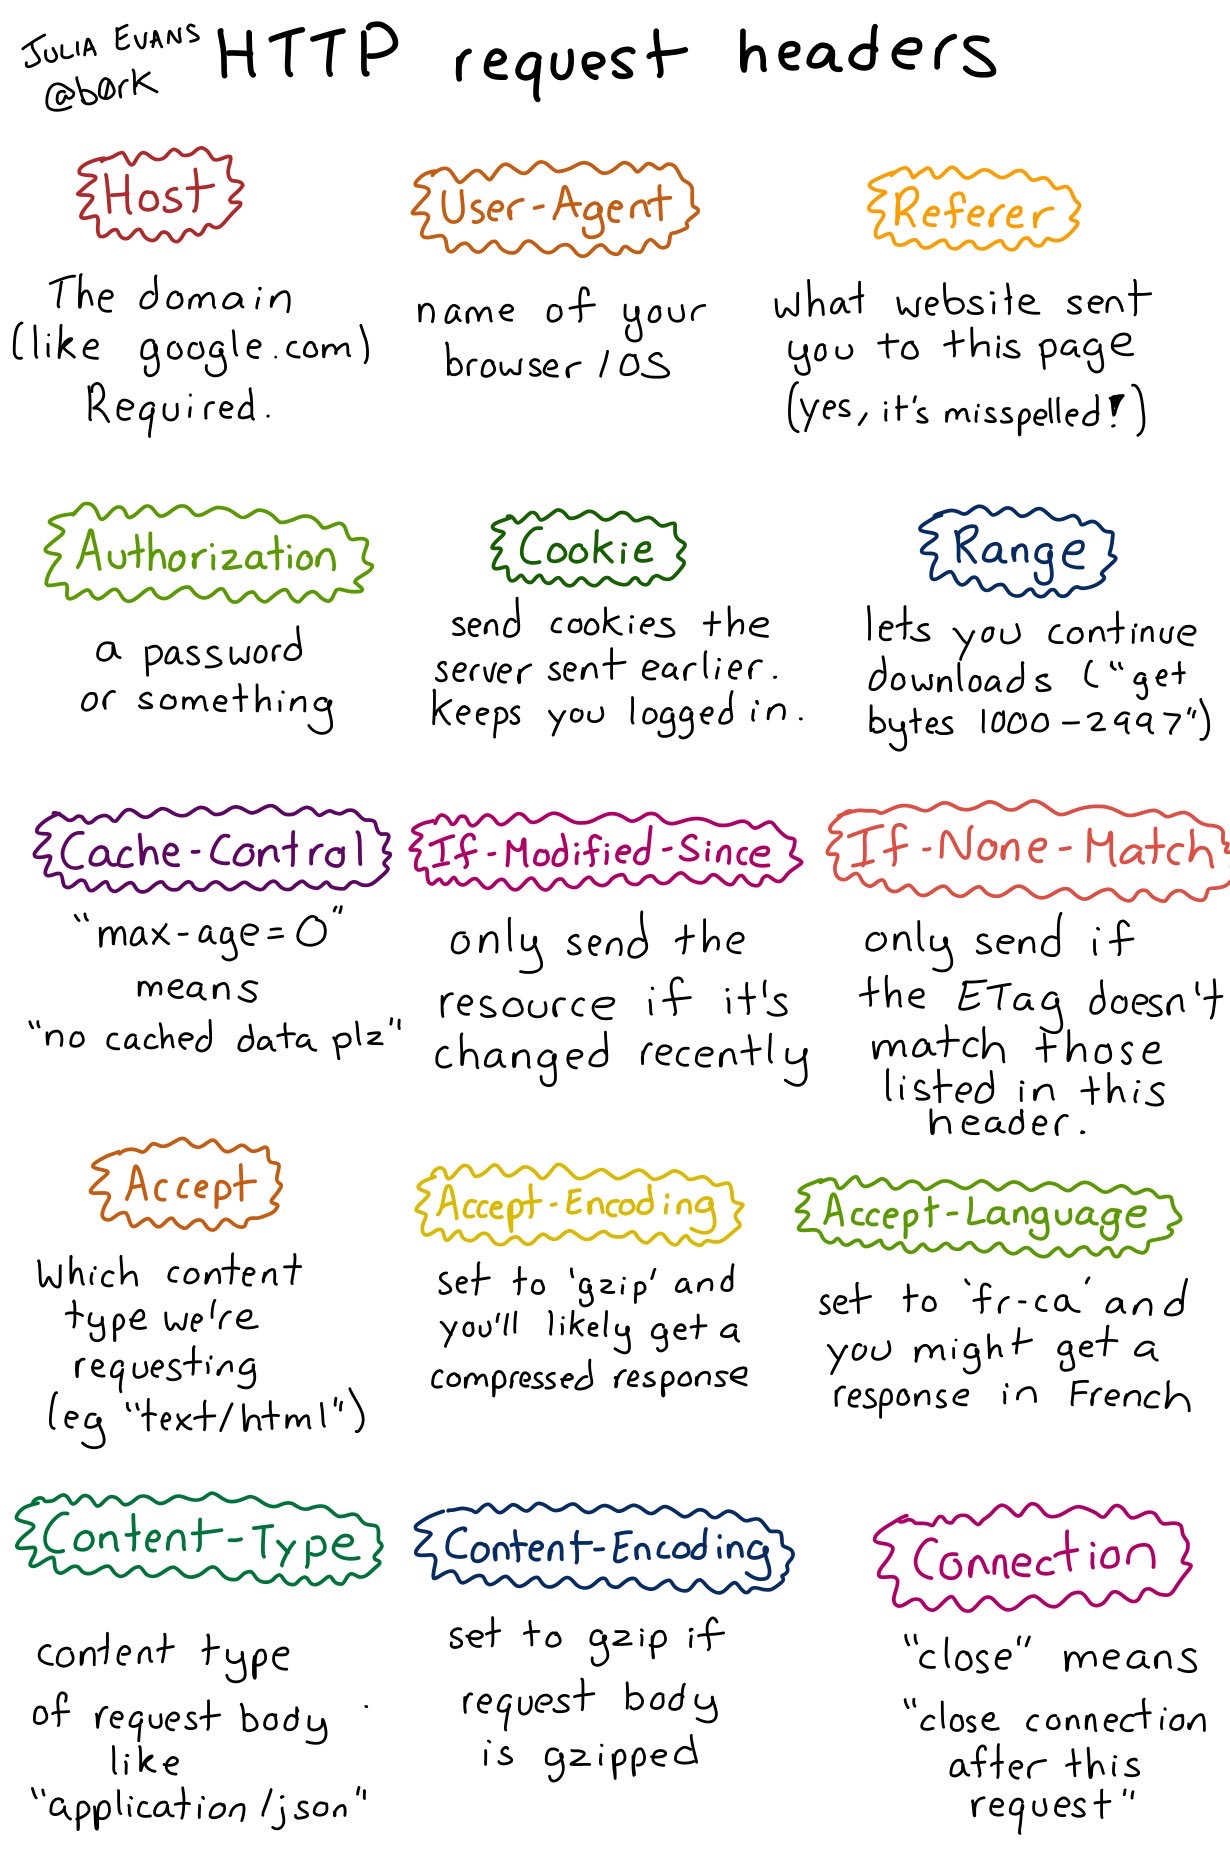 JULIA EVANS
@b0rk
HTTP request headers
Host
The domain
(like google.com)
Required.
User-Agent
name of your
browser/OS
Referer
what website sent
you to this page
(yes, it's misspelled!)
Authorization
a password
or something
Cookie
send cookies the
server sent earlier.
keeps you logged in.
Range
lets you continue
downloads ("get
bytes 1000-2997")
Cache-Control
"max-age=0"
means
"no cached data plz"
If-Modified-Since
only send the
resource if it's
changed recently
If-None-Match
only send if
the ETag doesn't
match those
listed in this
header.
Accept
Which content
type we're
requesting
(eg "text/html")
Accept-Encoding
set to 'gzip' and
you'll likely get a
compressed response
Accept-Language
set to 'fr-ca' and
you might get a
response in French
Content-Type
content type
of request body
like
"application/json"
Content-Encoding
set to gzip if
request body
is gzipped
Connection
"close" means
"close connection
after this
request"